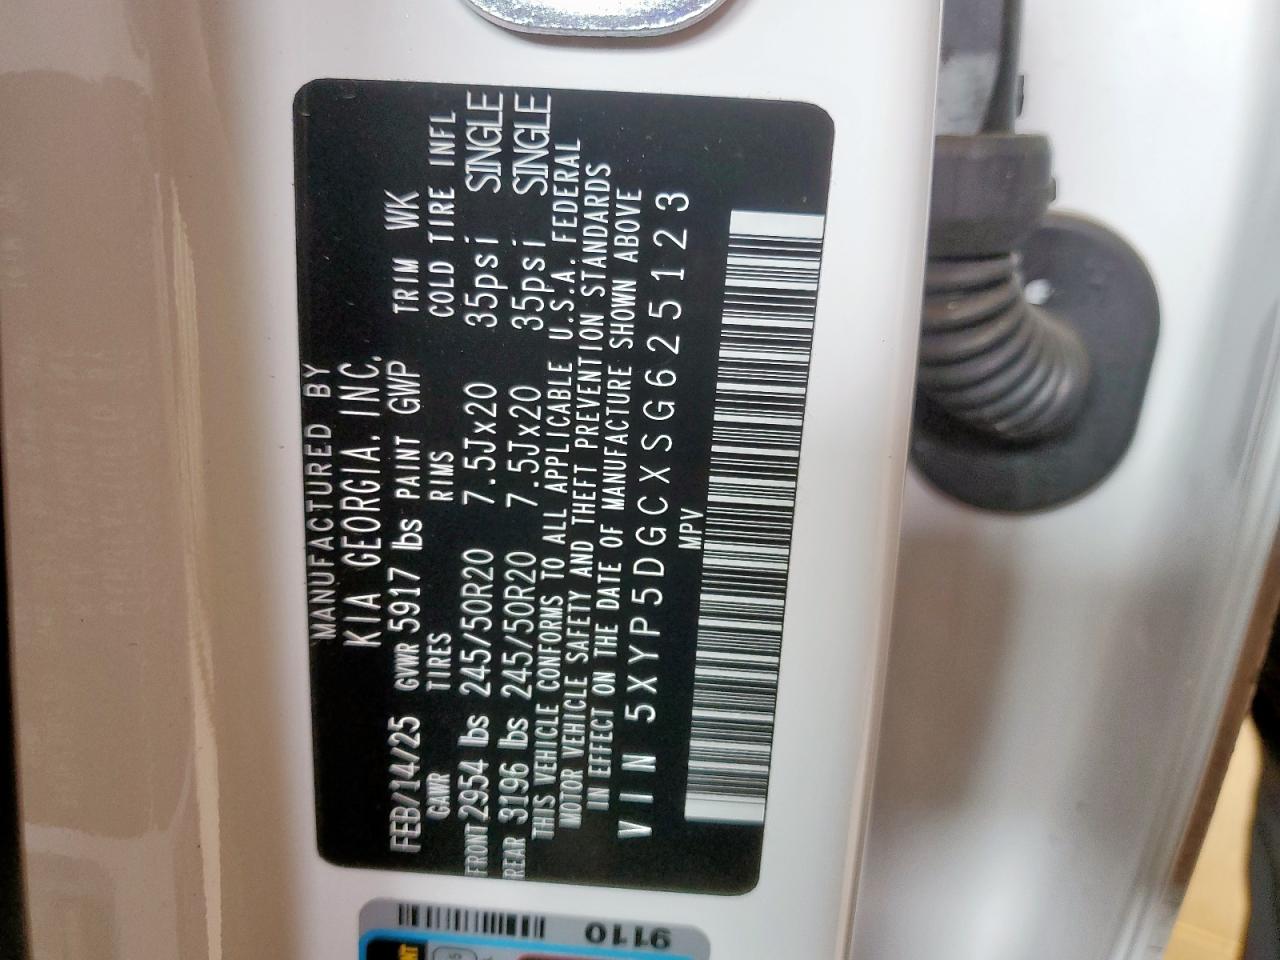 MANUFACTURED BY
KIA GEORGIA. INC.
FEB/14/25 GVWR 5917 lbs PAINT GWP TRIM WK
GAWR TIRES RIMS COLD TIRE INFL
FRONT 2954 lbs 245/50R20 7.5Jx20 35psi SINGLE
REAR 3196 lbs 245/50R20 7.5Jx20 35psi SINGLE
THIS VEHICLE CONFORMS TO ALL APPLICABLE U.S.A. FEDERAL
MOTOR VEHICLE SAFETY AND THEFT PREVENTION STANDARDS
IN EFFECT ON THE DATE OF MANUFACTURE SHOWN ABOVE
VIN 5XYP5DGCXSG625123
MPV
9110